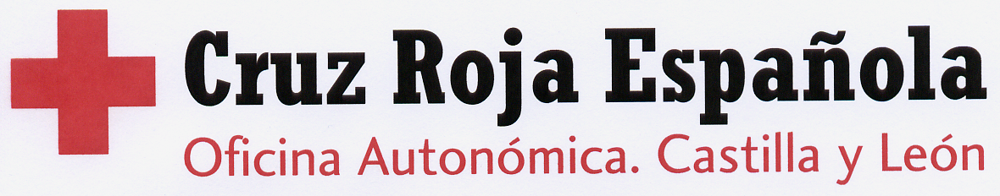 Cruz Roja Española
Oficina Autonómica. Castilla y León